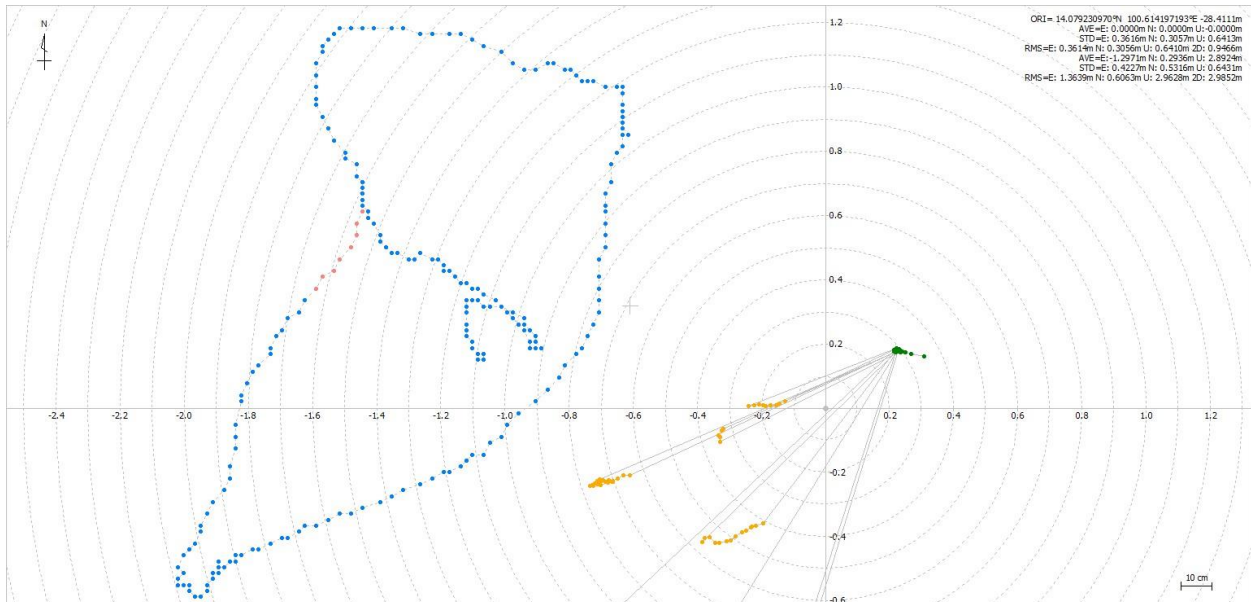 N
ORI= 14.079230970°N 100.614197193°E -28.4111m
AVE=E: 0.0000m N: 0.0000m U:-0.0000m
STD=E: 0.3616m N: 0.3057m U: 0.6413m
RMS=E: 0.3614m N: 0.3056m U: 0.6410m 2D: 0.9466m
AVE=E:-1.2971m N: 0.2936m U: 2.8924m
STD=E: 0.4227m N: 0.5316m U: 0.6431m
RMS=E: 1.3639m N: 0.6063m U: 2.9628m 2D: 2.9852m
1.2
1.0
0.8
0.6
0.4
0.2
-2.4 -2.2 -2.0 -1.8 -1.6 -1.4 -1.2 -1.0 -0.8 -0.6 -0.4 -0.2 0.2 0.4 0.6 0.8 1.0 1.2
-0.2
-0.4
-0.6
10 cm